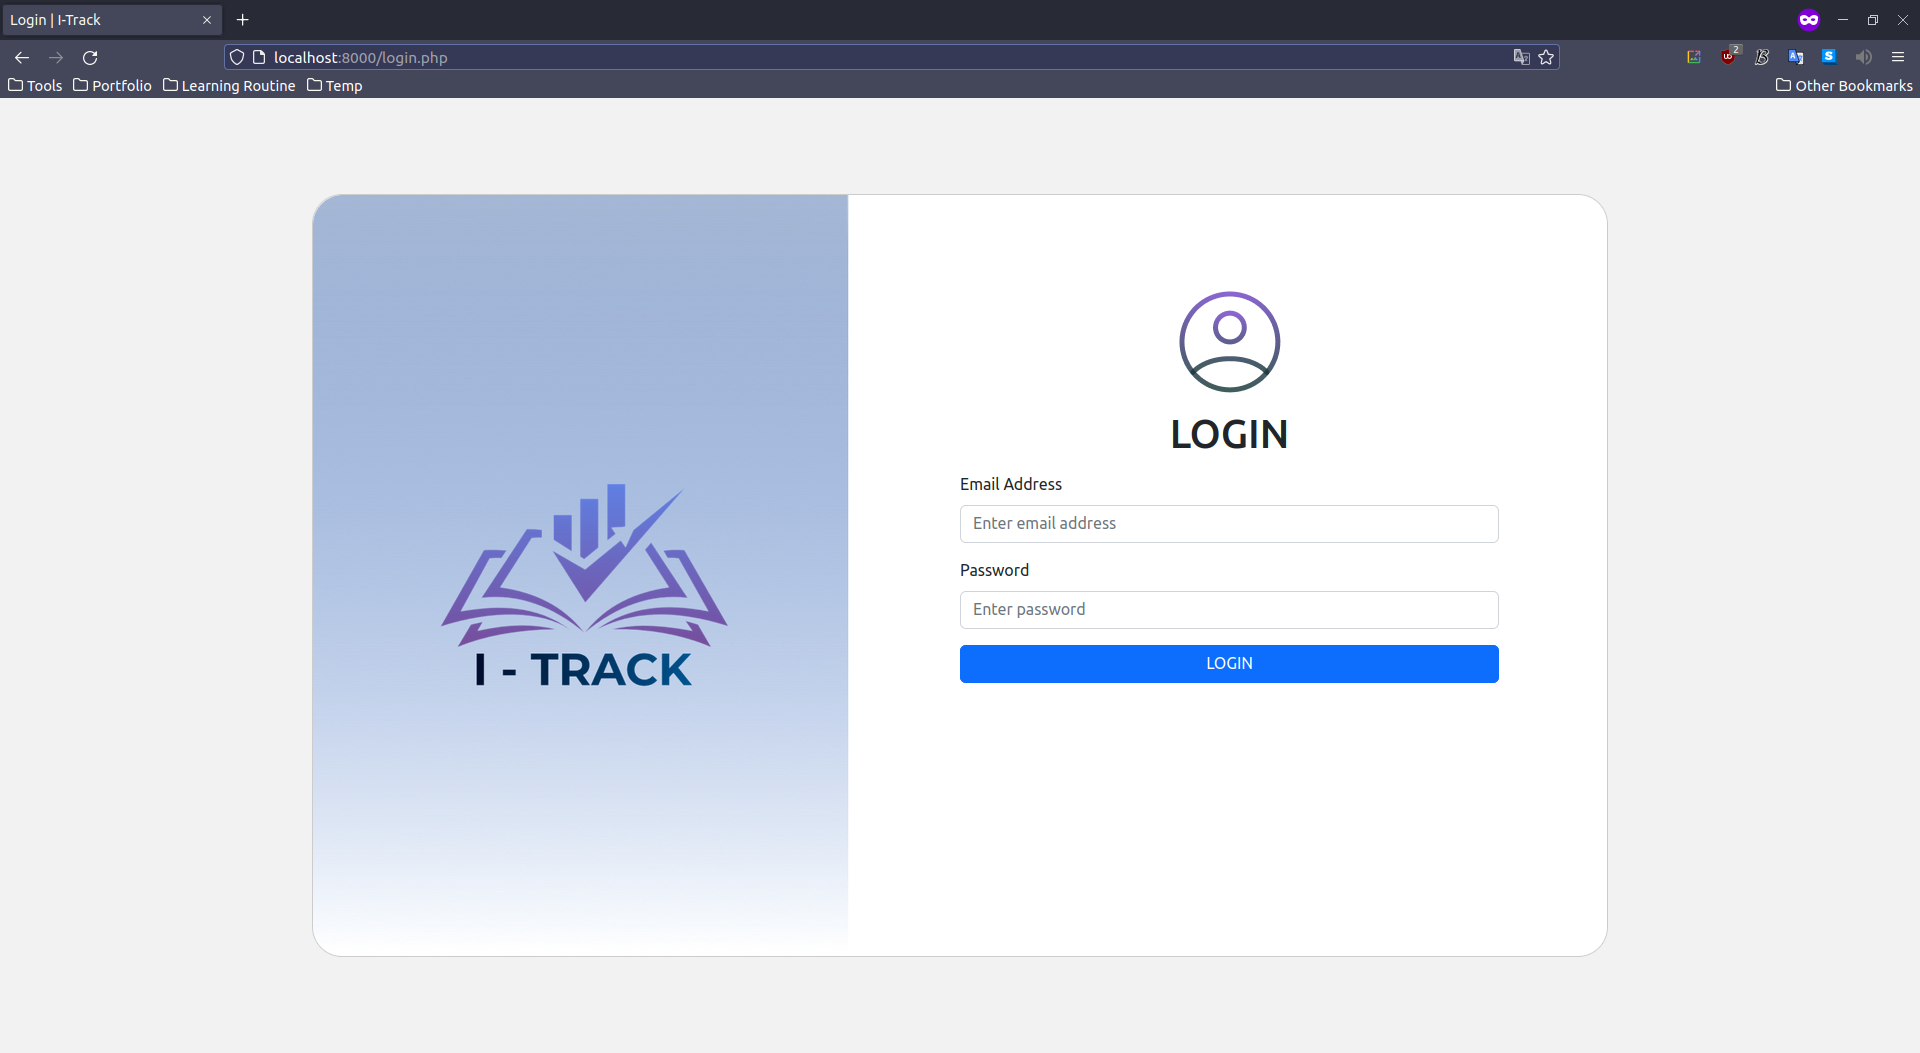 Login | I-Track
localhost:8000/login.php
2
Tools Portfolio Learning Routine Temp Other Bookmarks
I - TRACK
LOGIN
Email Address
Enter email address
Password
Enter password
LOGIN